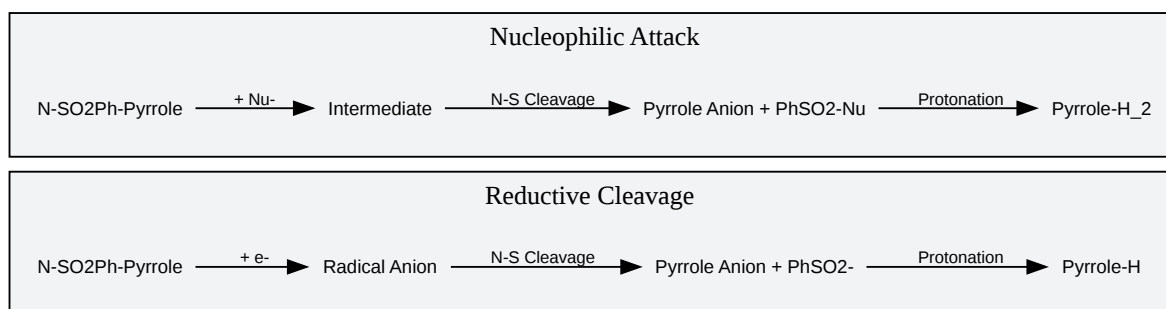 Nucleophilic Attack
N-SO2Ph-Pyrrole + Nu- Intermediate N-S Cleavage Pyrrole Anion + PhSO2-Nu Protonation Pyrrole-H_2
Reductive Cleavage
N-SO2Ph-Pyrrole + e- Radical Anion N-S Cleavage Pyrrole Anion + PhSO2- Protonation Pyrrole-H